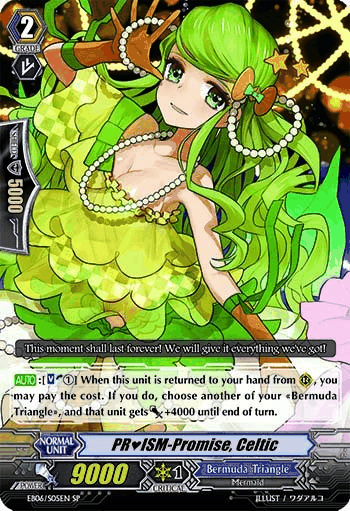 2
GRADE
SHIELD
5000
This moment shall last forever! We will give it everything we've got!
AUTO :[V 1] When this unit is returned to your hand from R, you
may pay the cost. If you do, choose another of your «Bermuda
Triangle», and that unit gets +4000 until end of turn.
NORMAL
UNIT
PR♥ISM-Promise, Celtic
POWER
9000
1
CRITICAL
Bermuda Triangle
Mermaid
EB06/S05EN SP
ILLUST / ワダアルコ